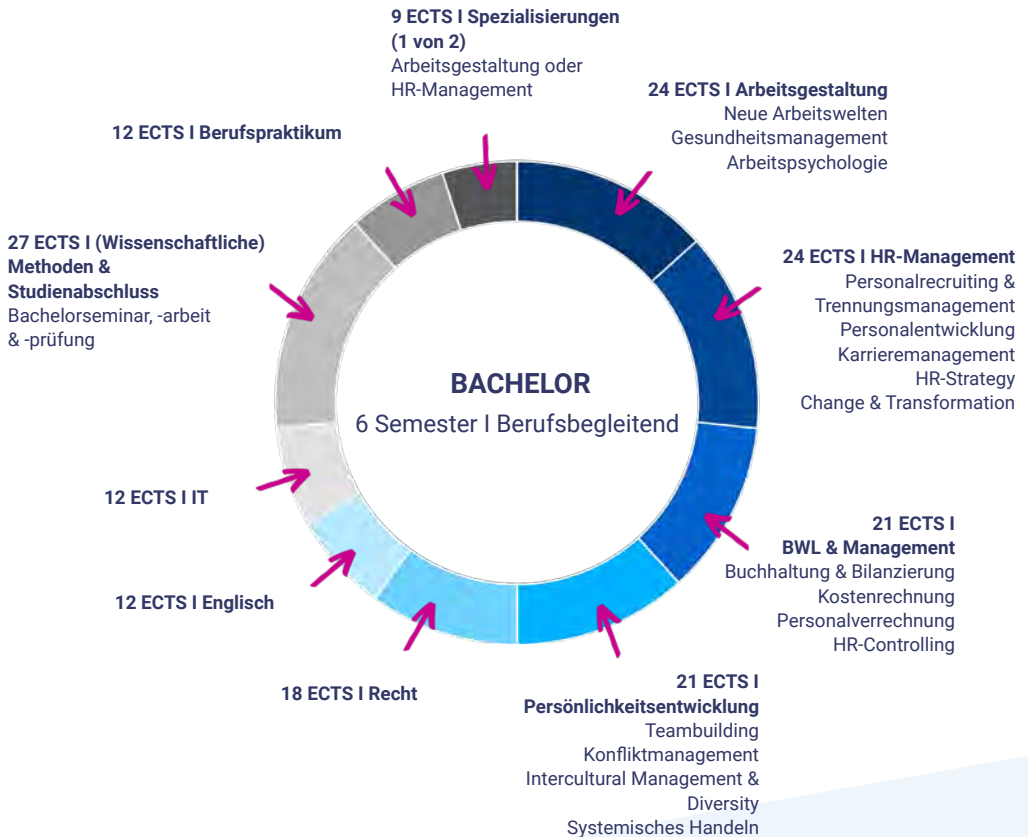 9 ECTS I Spezialisierungen
(1 von 2)
Arbeitsgestaltung oder
HR-Management
24 ECTS I Arbeitsgestaltung
Neue Arbeitswelten
Gesundheitsmanagement
Arbeitspsychologie
12 ECTS I Berufspraktikum
27 ECTS I (Wissenschaftliche)
Methoden &
Studienabschluss
Bachelorseminar, -arbeit
& -prüfung
24 ECTS I HR-Management
Personalrecruiting &
Trennungsmanagement
Personalentwicklung
Karrieremanagement
HR-Strategy
Change & Transformation
BACHELOR
6 Semester I Berufsbegleitend
12 ECTS I IT
21 ECTS I
BWL & Management
Buchhaltung & Bilanzierung
Kostenrechnung
Personalverrechnung
HR-Controlling
12 ECTS I Englisch
18 ECTS I Recht
21 ECTS I
Persönlichkeitsentwicklung
Teambuilding
Konfliktmanagement
Intercultural Management &
Diversity
Systemisches Handeln